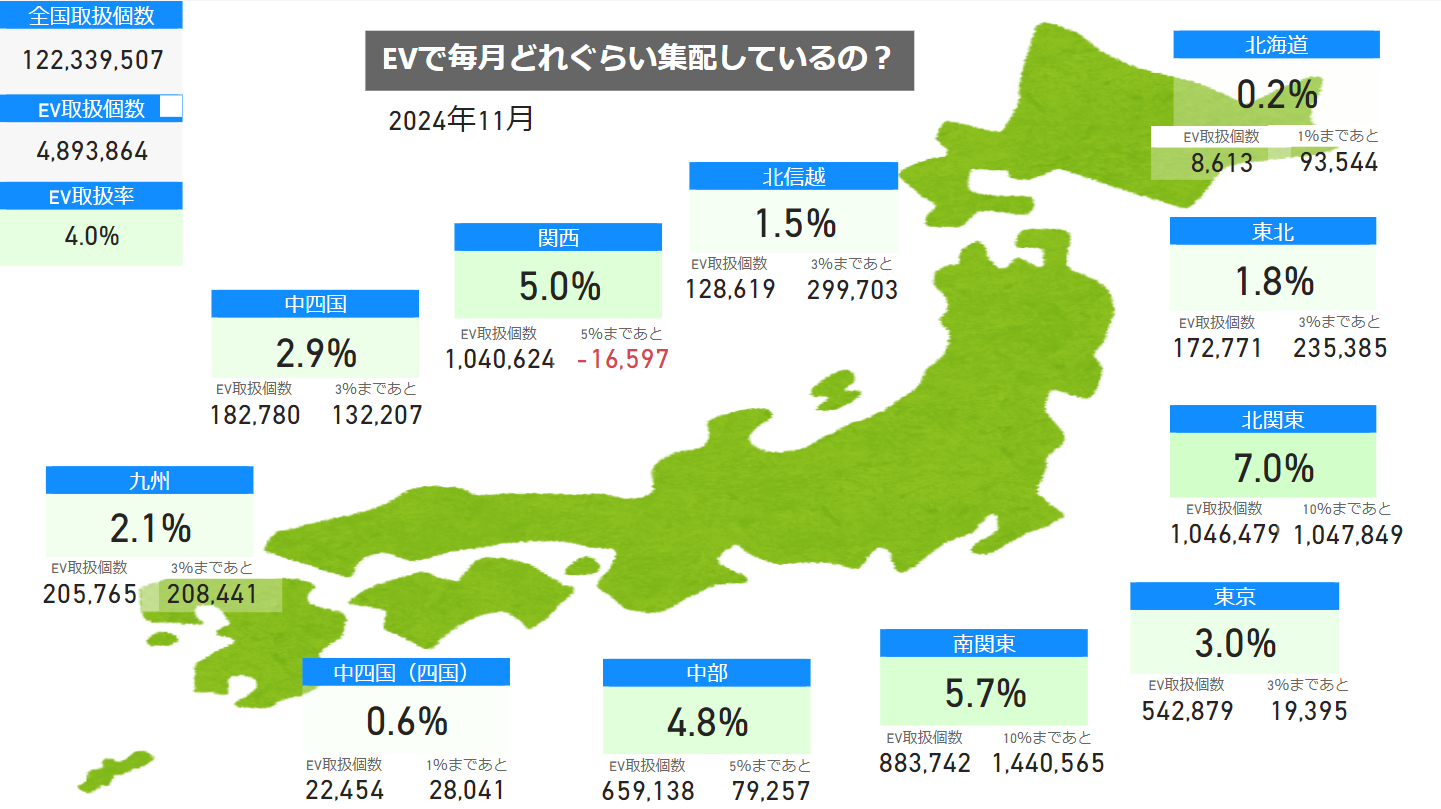 全国取扱個数
122,339,507
EV取扱個数
4,893,864
EV取扱率
4.0%
EVで毎月どれぐらい集配しているの？
2024年11月
北海道
0.2%
EV取扱個数 1%まであと
8,613 93,544
北信越
1.5%
EV取扱個数 3%まであと
128,619 299,703
東北
1.8%
EV取扱個数 3%まであと
172,771 235,385
関西
5.0%
EV取扱個数 5%まであと
1,040,624 -16,597
中四国
2.9%
EV取扱個数 3%まであと
182,780 132,207
北関東
7.0%
EV取扱個数 10%まであと
1,046,479 1,047,849
九州
2.1%
EV取扱個数 3%まであと
205,765 208,441
東京
3.0%
EV取扱個数 3%まであと
542,879 19,395
南関東
5.7%
EV取扱個数 10%まであと
883,742 1,440,565
中四国（四国）
0.6%
EV取扱個数 1%まであと
22,454 28,041
中部
4.8%
EV取扱個数 5%まであと
659,138 79,257